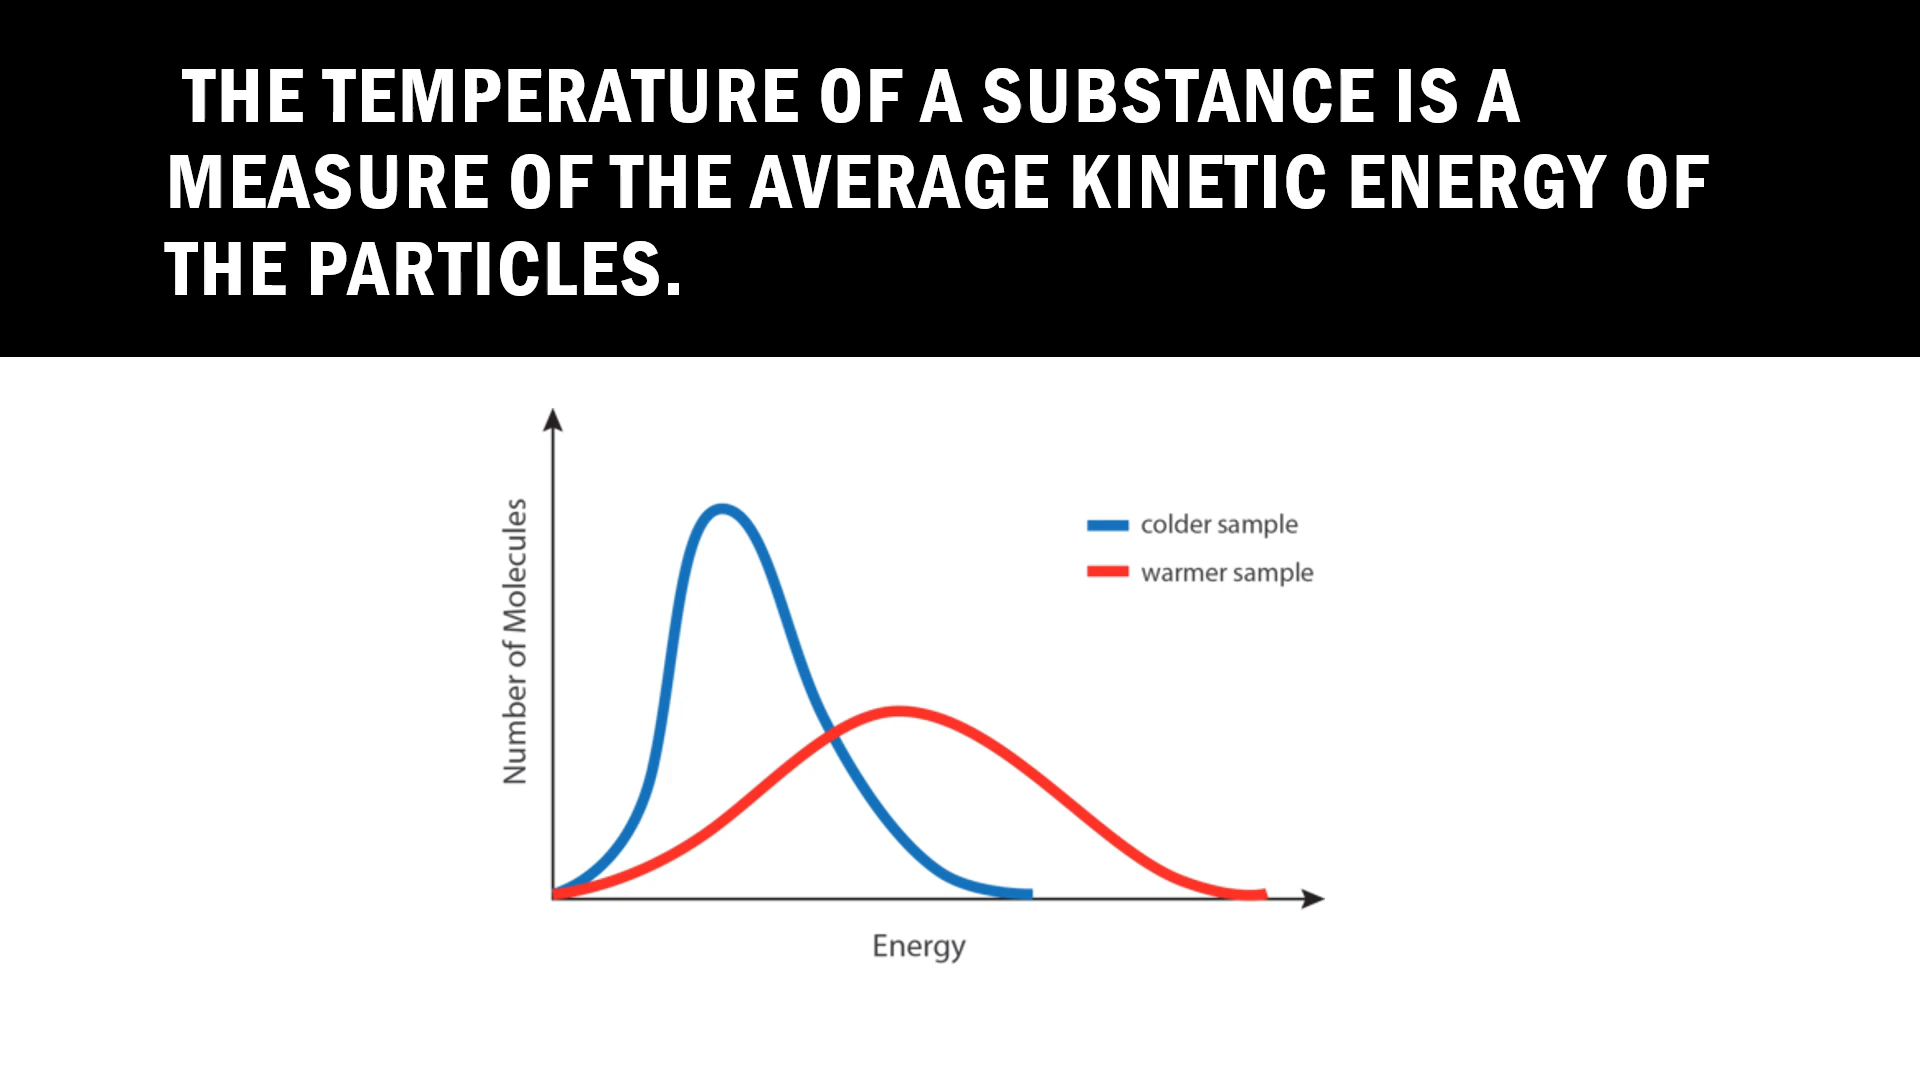 THE TEMPERATURE OF A SUBSTANCE IS A
MEASURE OF THE AVERAGE KINETIC ENERGY OF
THE PARTICLES.
Number of Molecules
colder sample
warmer sample
Energy